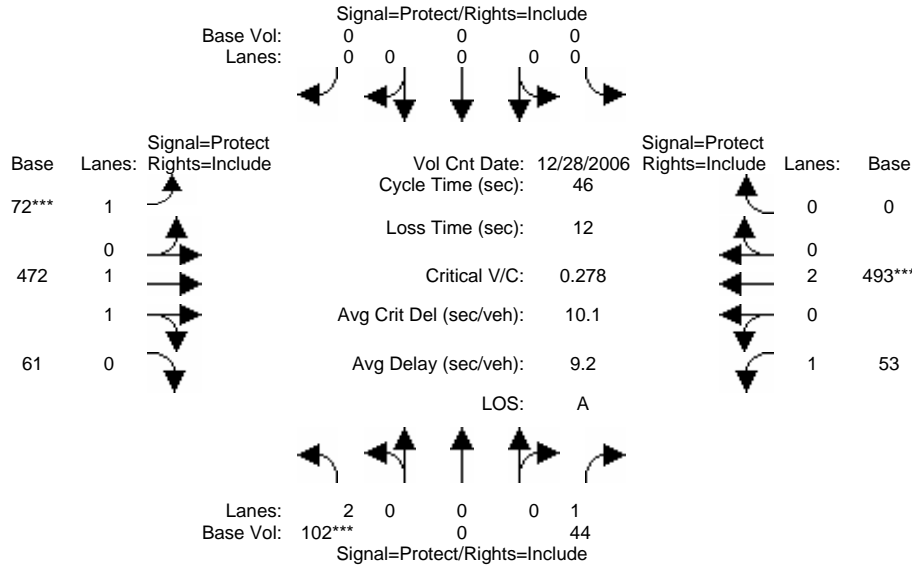 Signal=Protect/Rights=Include
Base Vol: 0 0 0
Lanes: 0 0 0 0 0
Signal=Protect Signal=Protect
Base Lanes: Rights=Include Vol Cnt Date: 12/28/2006 Rights=Include Lanes: Base
Cycle Time (sec): 46
72*** 1 0 0
Loss Time (sec): 12
0 0
472 1 Critical V/C: 0.278 2 493***
1 Avg Crit Del (sec/veh): 10.1 0
61 0 Avg Delay (sec/veh): 9.2 1 53
LOS: A
Lanes: 2 0 0 0 1
Base Vol: 102*** 0 44
Signal=Protect/Rights=Include